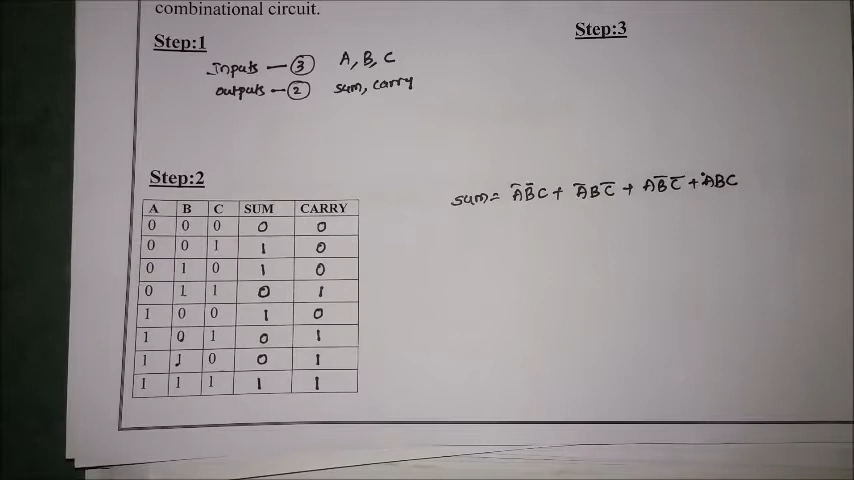 combinational circuit.
Step:1
Inputs — 3 A, B, C
outputs — 2 sum, carry
Step:3
Step:2
A B C SUM CARRY
0 0 0 0 0
0 0 1 1 0
0 1 0 1 0
0 1 1 0 1
1 0 0 1 0
1 0 1 0 1
1 1 0 0 1
1 1 1 1 1
sum = A̅B̅C + A̅BC̅ + AB̅C̅ + ABC